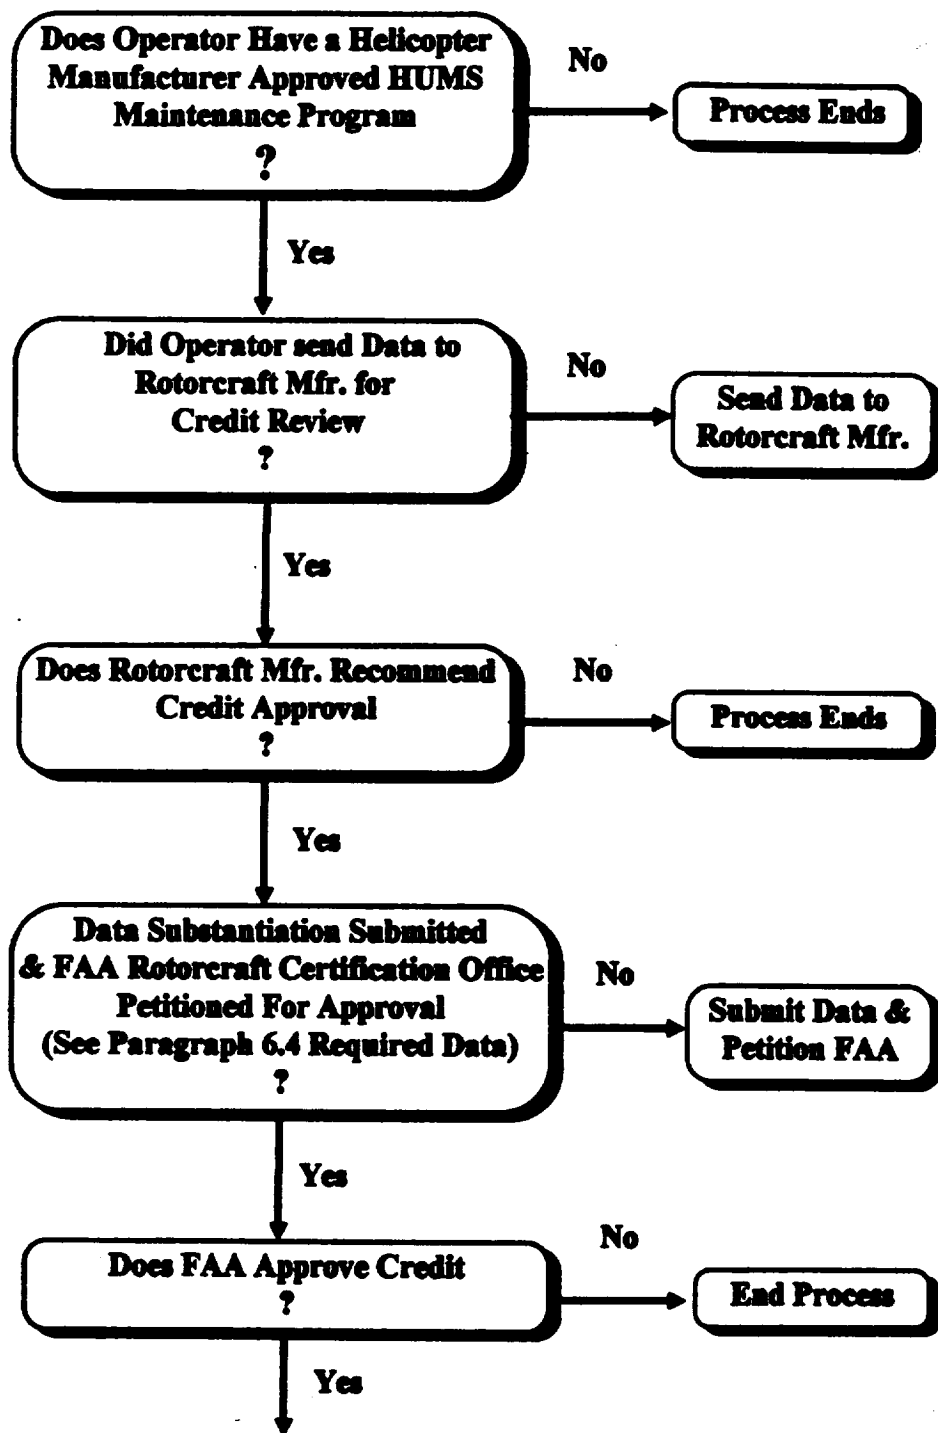 Does Operator Have a Helicopter
Manufacturer Approved HUMS
Maintenance Program
?
No
Process Ends
Yes
Did Operator send Data to
Rotorcraft Mfr. for
Credit Review
?
No
Send Data to
Rotorcraft Mfr.
Yes
Does Rotorcraft Mfr. Recommend
Credit Approval
?
No
Process Ends
Yes
Data Substantiation Submitted
& FAA Rotorcraft Certification Office
Petitioned For Approval
(See Paragraph 6.4 Required Data)
?
No
Submit Data &
Petition FAA
Yes
Does FAA Approve Credit
?
No
End Process
Yes